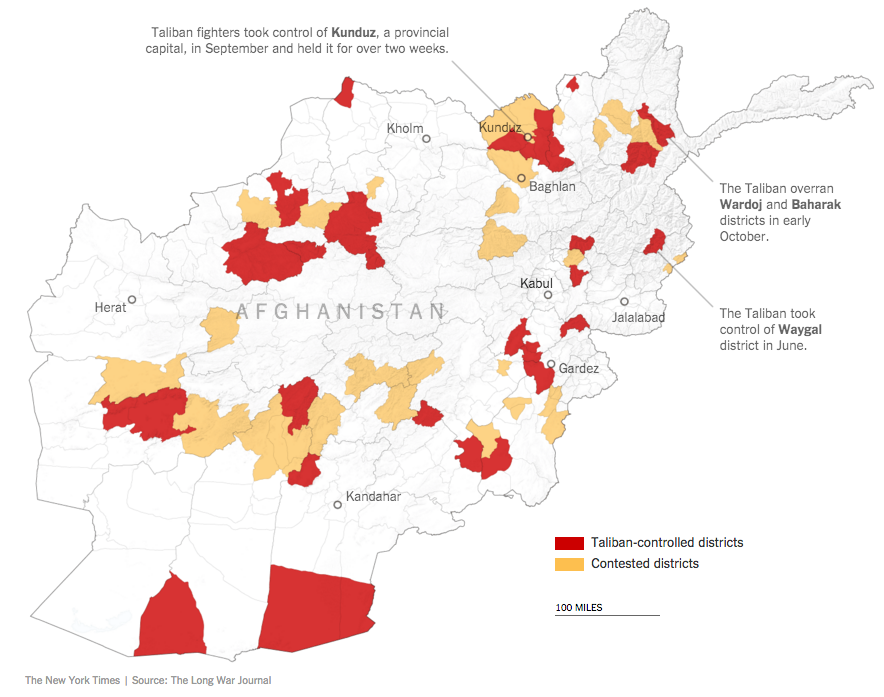 Taliban fighters took control of Kunduz, a provincial
capital, in September and held it for over two weeks.
Kholm
Kunduz
Baghlan
The Taliban overran
Wardoj and Baharak
districts in early
October.
Kabul
Herat
AFGHANISTAN
Jalalabad
The Taliban took
control of Waygal
district in June.
Gardez
Kandahar
Taliban-controlled districts
Contested districts
100 MILES
The New York Times | Source: The Long War Journal